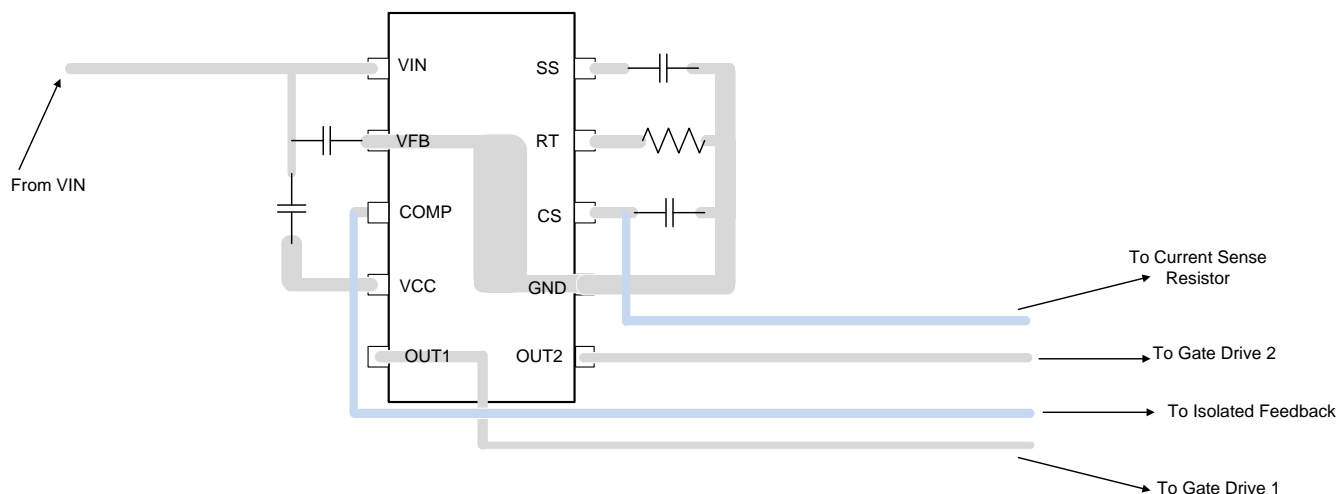 VIN
SS
VFB
RT
From VIN
COMP
CS
To Current Sense
Resistor
VCC
GND
OUT1
OUT2
To Gate Drive 2
To Isolated Feedback
To Gate Drive 1